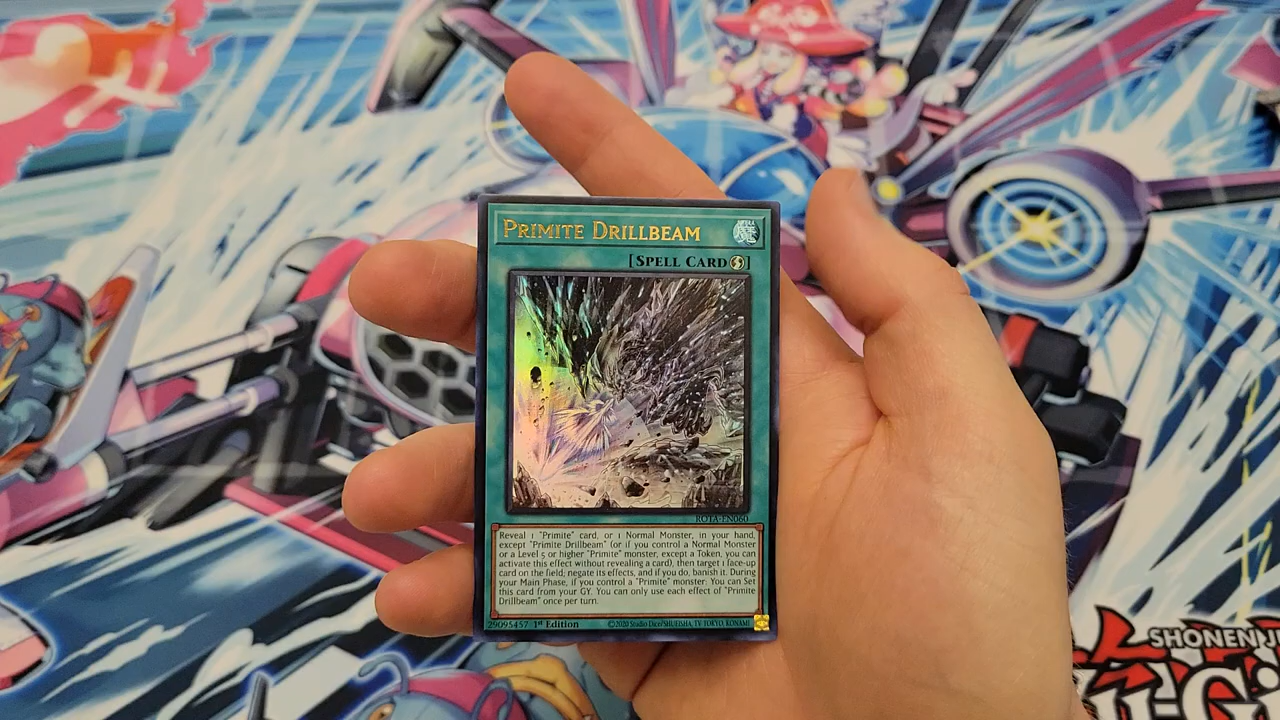 PRIMITE DRILLBEAM
[SPELL CARD]
ROTA-EN060
Reveal 1 "Primite" card, or 1 Normal Monster, in your hand,
except "Primite Drillbeam" (or if you control a Normal Monster
or a Level 5 or higher "Primite" monster, except a Token, you can
activate this effect without revealing a card), then target 1 face-up
card on the field; negate its effects, and if you do, banish it. During
your Main Phase, if you control a "Primite" monster: You can Set
this card from your GY. You can only use each effect of "Primite
Drillbeam" once per turn.
29095457 1st Edition ©2020 Studio Dice/SHUEISHA, TV TOKYO, KONAMI
SHONEN J
u-Gi